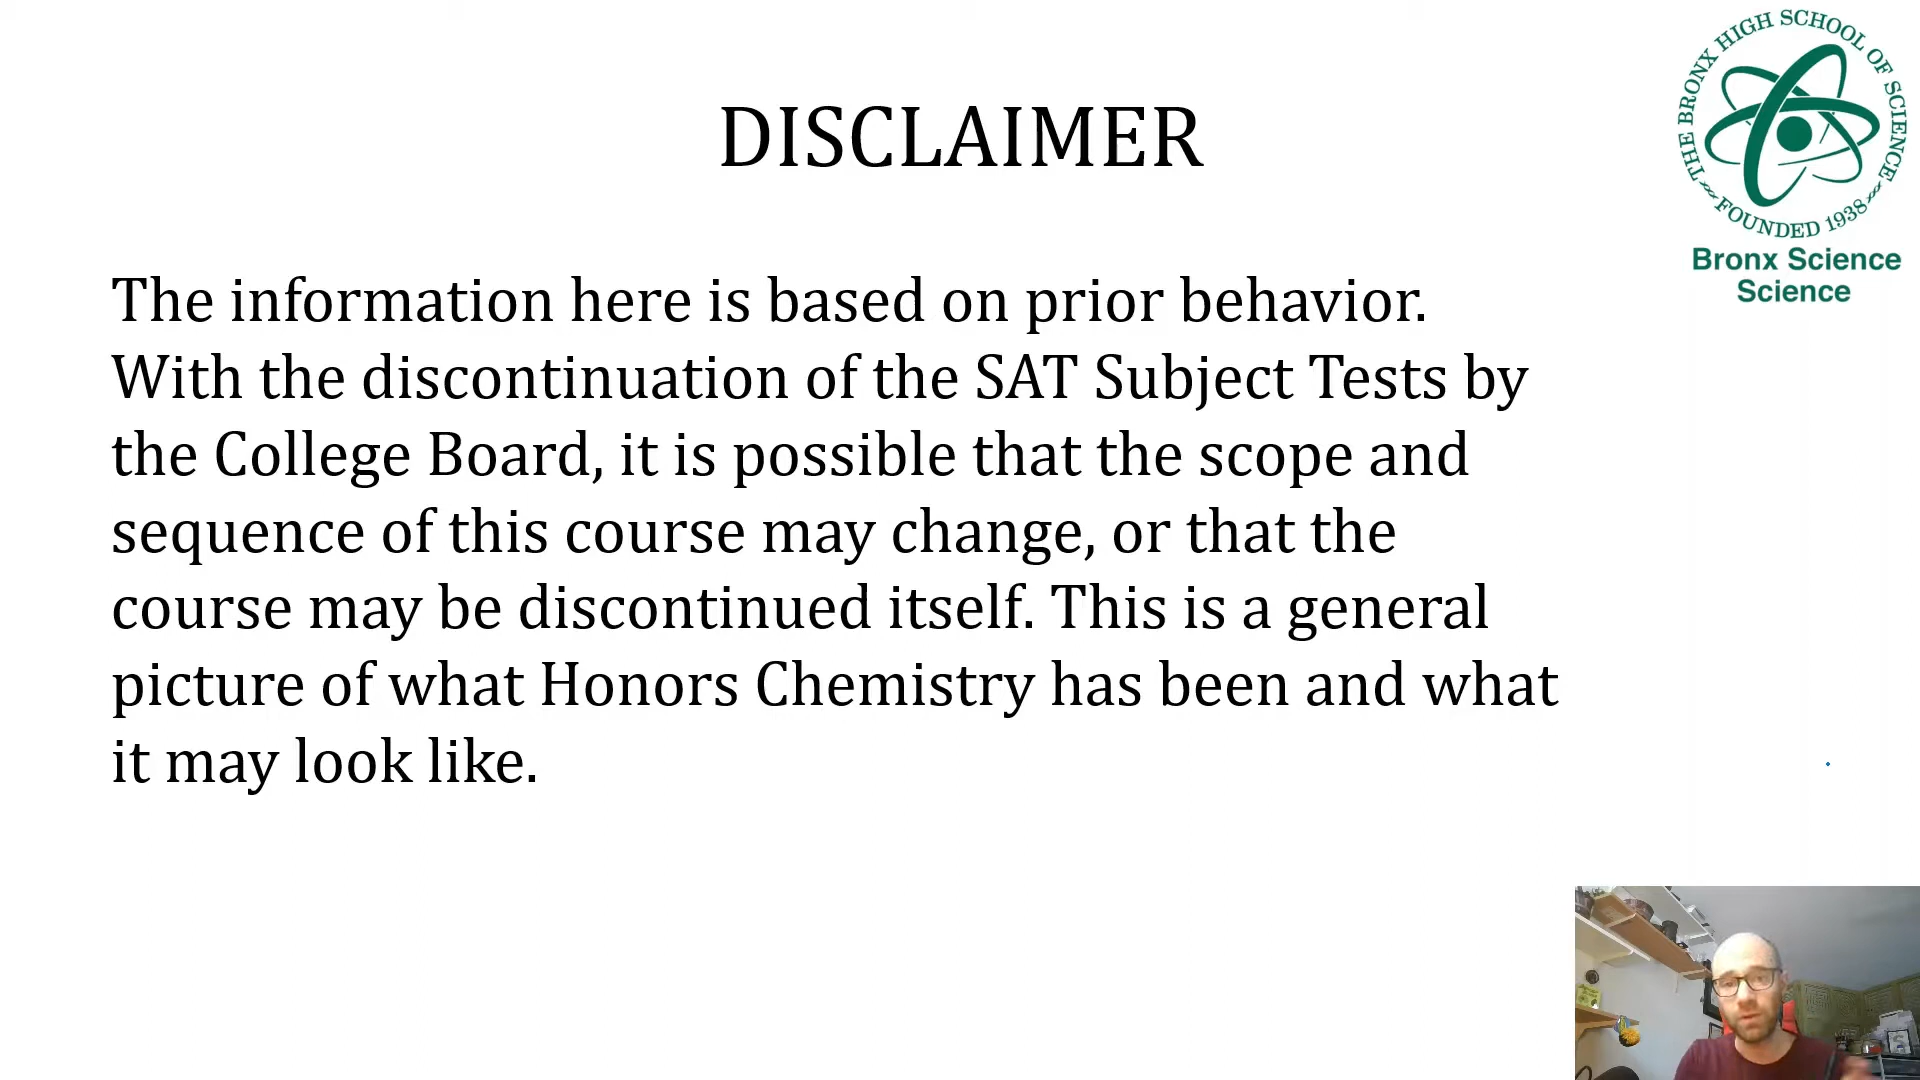 DISCLAIMER
THE BRONX HIGH SCHOOL OF SCIENCE
FOUNDED 1938
Bronx Science
Science
The information here is based on prior behavior.
With the discontinuation of the SAT Subject Tests by
the College Board, it is possible that the scope and
sequence of this course may change, or that the
course may be discontinued itself. This is a general
picture of what Honors Chemistry has been and what
it may look like.